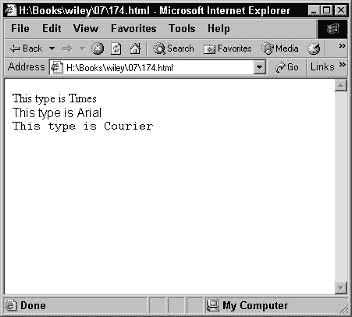 H:\Books\wiley\07\174.html - Microsoft Internet Explorer
File Edit View Favorites Tools Help
Back Search Favorites Media
Address H:\Books\wiley\07\174.html Go Links »
This type is Times
This type is Arial
This type is Courier
Done My Computer